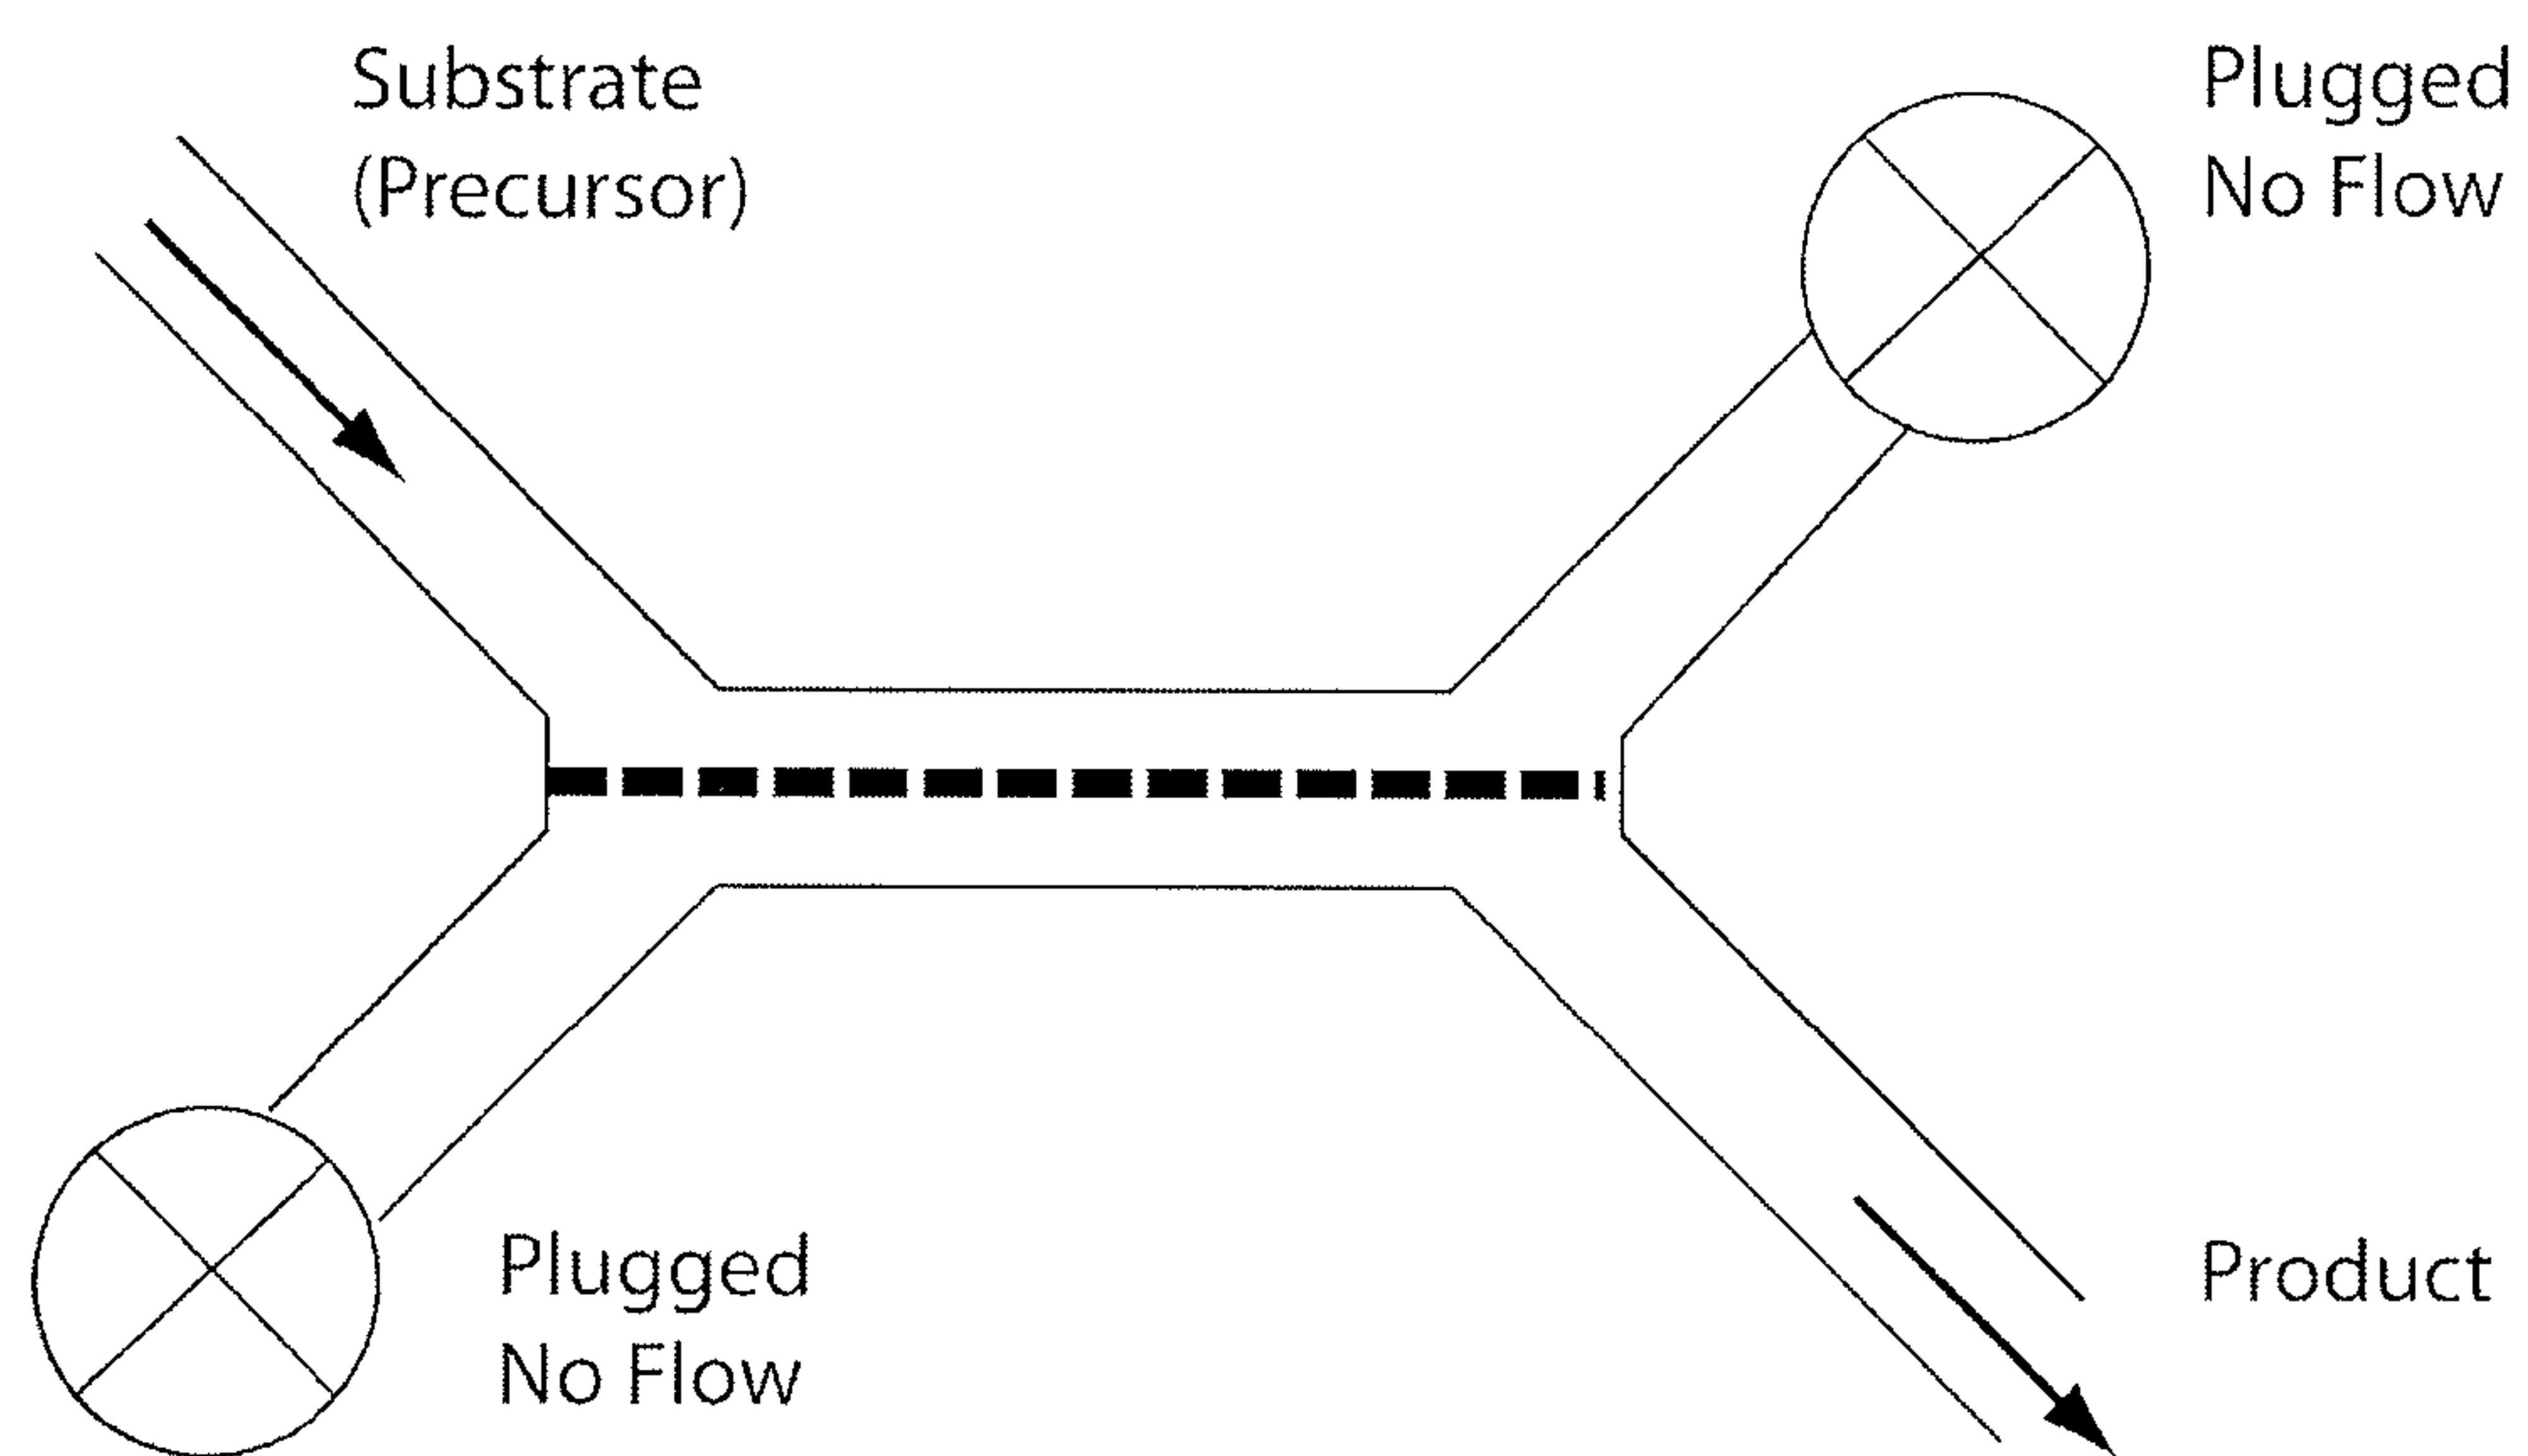 Substrate
(Precursor)
Plugged
No Flow
Plugged
No Flow
Product